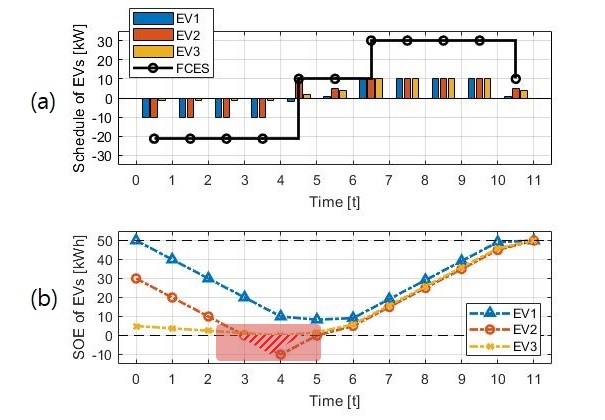 EV1
EV2
EV3
FCES
(a)
Schedule of EVs [kW]
30
20
10
0
-10
-20
-30
0 1 2 3 4 5 6 7 8 9 10 11
Time [t]
(b)
SOE of EVs [kWh]
50
40
30
20
10
0
-10
EV1
EV2
EV3
0 1 2 3 4 5 6 7 8 9 10 11
Time [t]